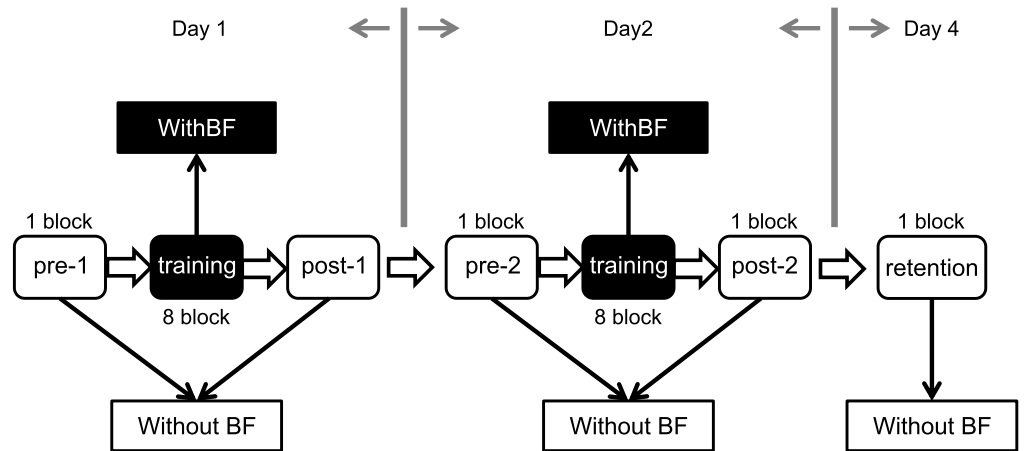 Day 1
Day2
Day 4
WithBF
WithBF
1 block
1 block
1 block
1 block
pre-1
training
post-1
pre-2
training
post-2
retention
8 block
8 block
Without BF
Without BF
Without BF